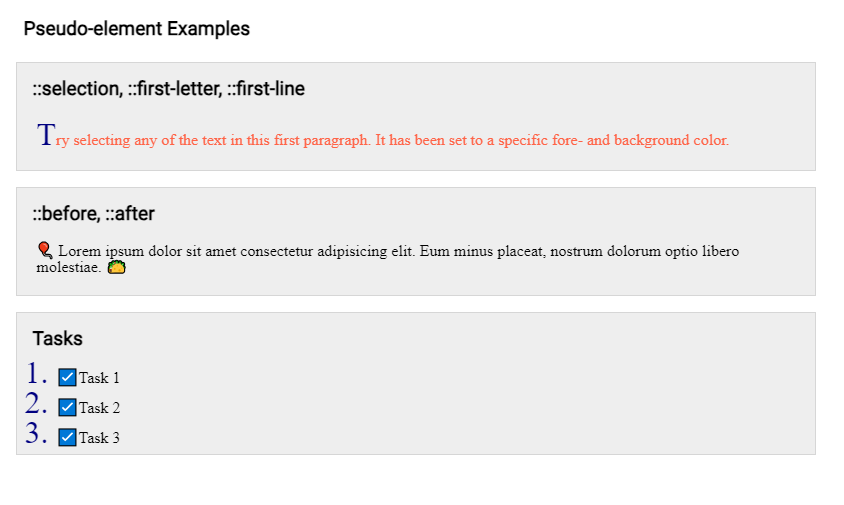 Pseudo-element Examples
::selection, ::first-letter, ::first-line
Try selecting any of the text in this first paragraph. It has been set to a specific fore- and background color.
::before, ::after
🎈 Lorem ipsum dolor sit amet consectetur adipisicing elit. Eum minus placeat, nostrum dolorum optio libero
molestiae. 🌮
Tasks
1. ✅Task 1
2. ✅Task 2
3. ✅Task 3